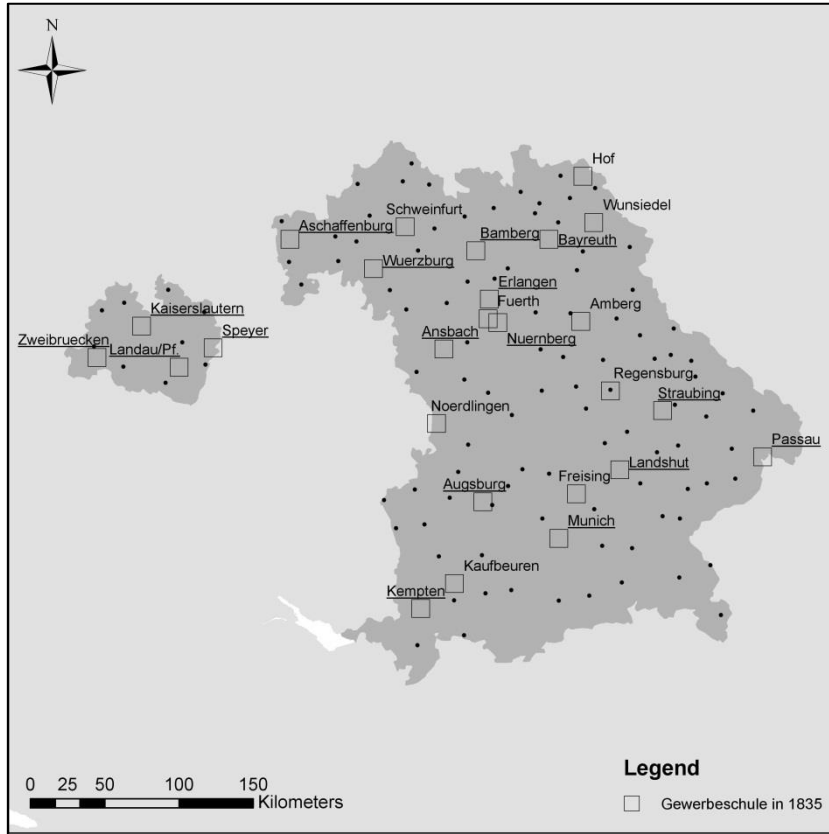 N
Hof
Wunsiedel
Schweinfurt
Aschaffenburg
Bamberg
Bayreuth
Wuerzburg
Erlangen
Kaiserslautern
Fuerth
Amberg
Speyer
Ansbach
Nuernberg
Zweibruecken
Landau/Pf.
Regensburg
Straubing
Noerdlingen
Passau
Landshut
Augsburg
Freising
Munich
Kaufbeuren
Kempten
Legend
0 25 50 100 150
Kilometers
Gewerbeschule in 1835